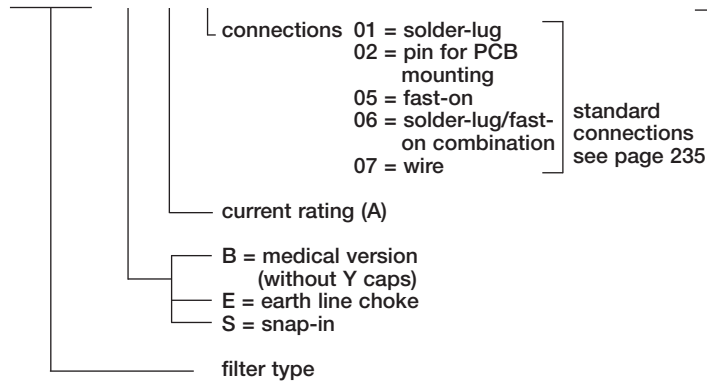 connections 01 = solder-lug
02 = pin for PCB
mounting
05 = fast-on
06 = solder-lug/fast-
on combination
07 = wire
standard
connections
see page 235
current rating (A)
B = medical version
(without Y caps)
E = earth line choke
S = snap-in
filter type